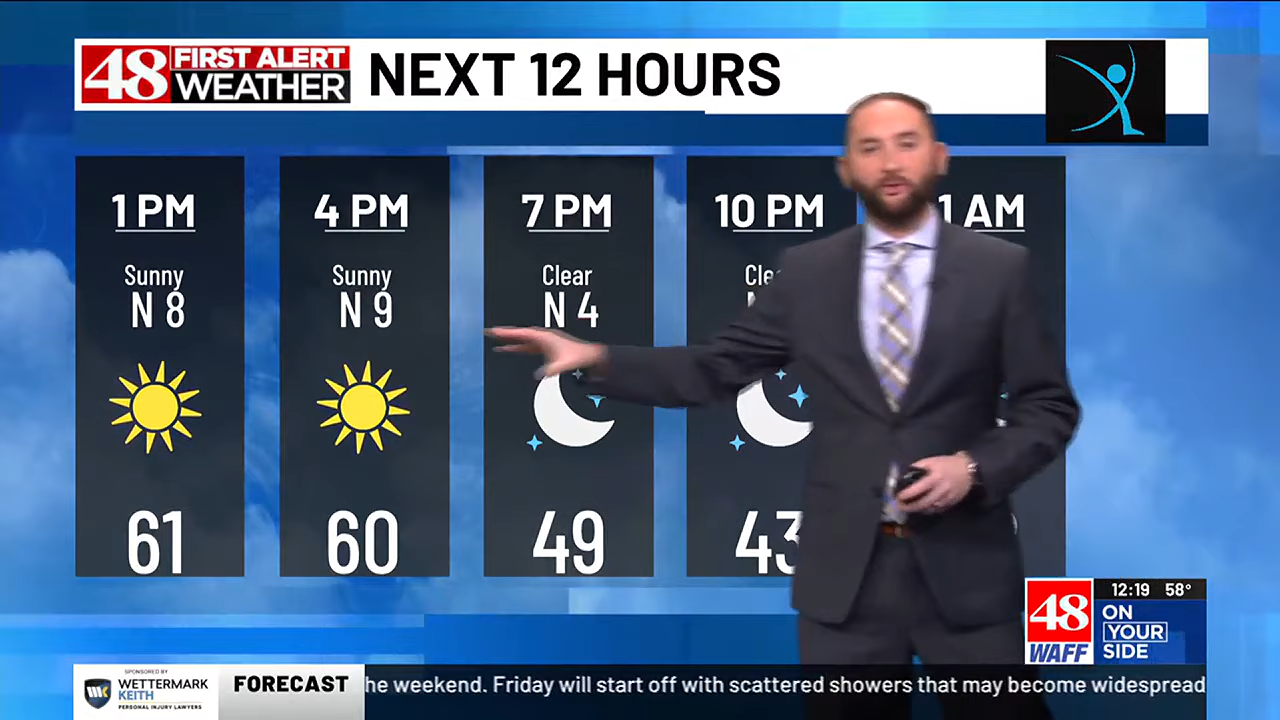 48 FIRST ALERT WEATHER
NEXT 12 HOURS
1 PM
Sunny
N 8
61
4 PM
Sunny
N 9
60
7 PM
Clear
N 4
49
10 PM
43
1 AM
12:19 58°
48
WAFF
ON
YOUR
SIDE
SPONSORED BY
WETTERMARK
KEITH
PERSONAL INJURY LAWYERS
FORECAST
he weekend. Friday will start off with scattered showers that may become widespread